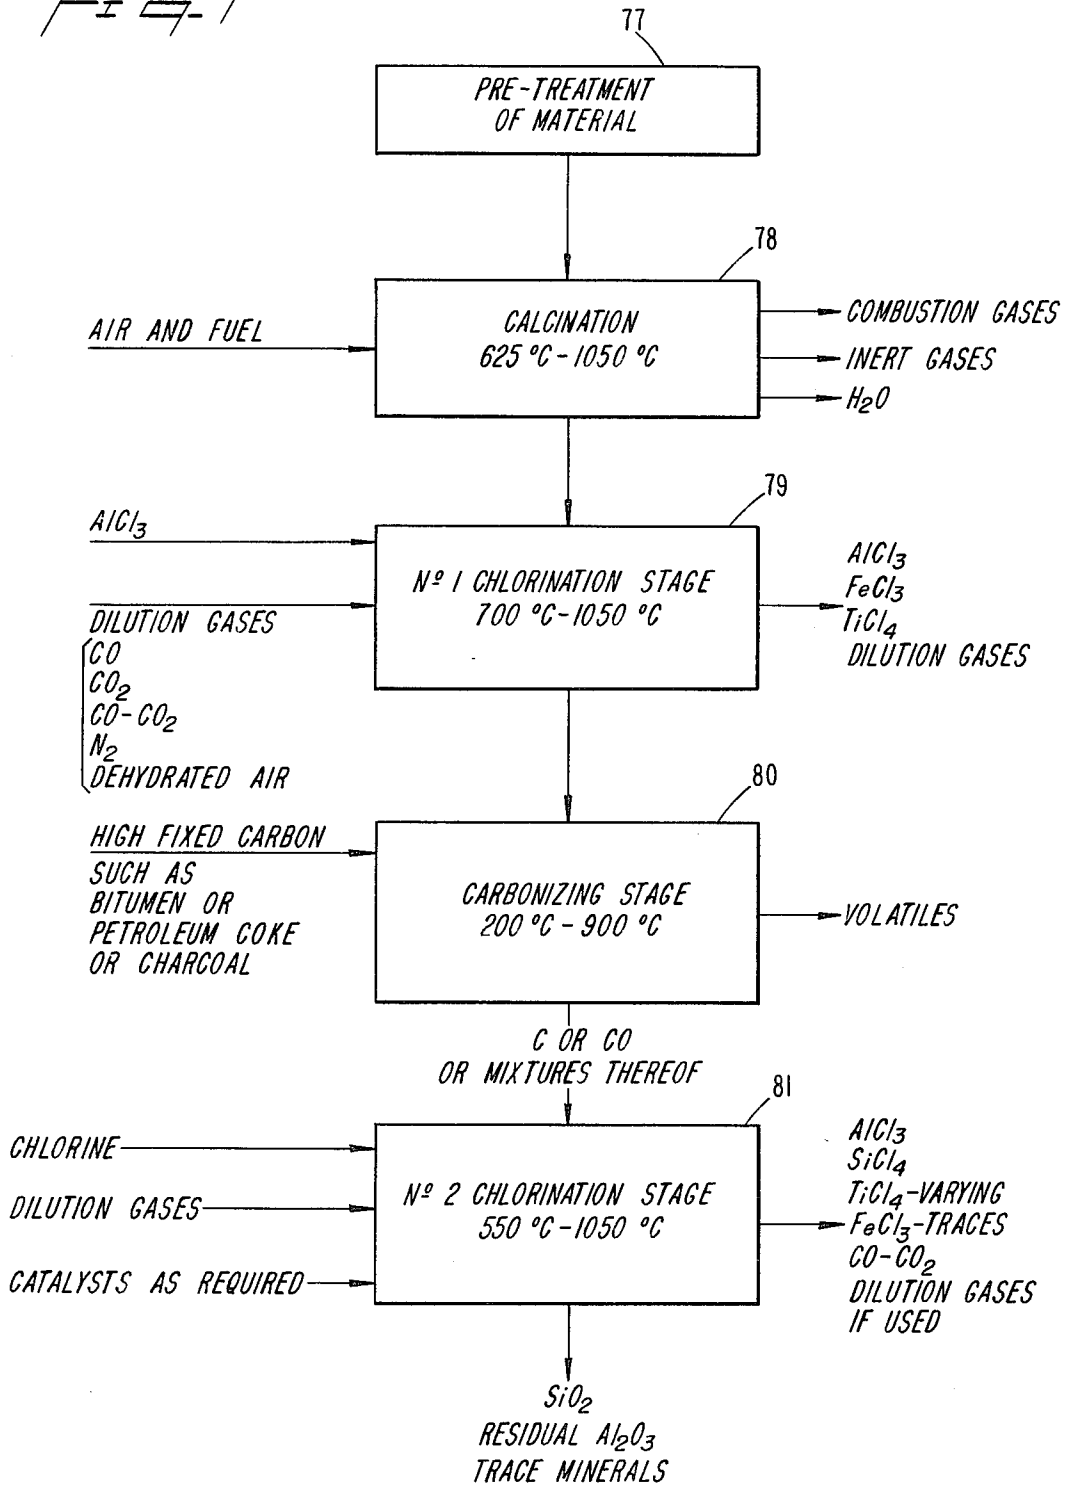 FIG. 1
77
PRE-TREATMENT
OF MATERIAL
78
AIR AND FUEL
CALCINATION
625 °C - 1050 °C
COMBUSTION GASES
INERT GASES
H₂O
79
AlCl₃
DILUTION GASES
CO
CO₂
CO-CO₂
N₂
DEHYDRATED AIR
Nº 1 CHLORINATION STAGE
700 °C-1050 °C
AlCl₃
FeCl₃
TiCl₄
DILUTION GASES
80
HIGH FIXED CARBON
SUCH AS
BITUMEN OR
PETROLEUM COKE
OR CHARCOAL
CARBONIZING STAGE
200 °C - 900 °C
VOLATILES
C OR CO
OR MIXTURES THEREOF
81
CHLORINE
DILUTION GASES
CATALYSTS AS REQUIRED
Nº 2 CHLORINATION STAGE
550 °C-1050 °C
AlCl₃
SiCl₄
TiCl₄-VARYING
FeCl₃-TRACES
CO-CO₂
DILUTION GASES
IF USED
SiO₂
RESIDUAL Al₂O₃
TRACE MINERALS